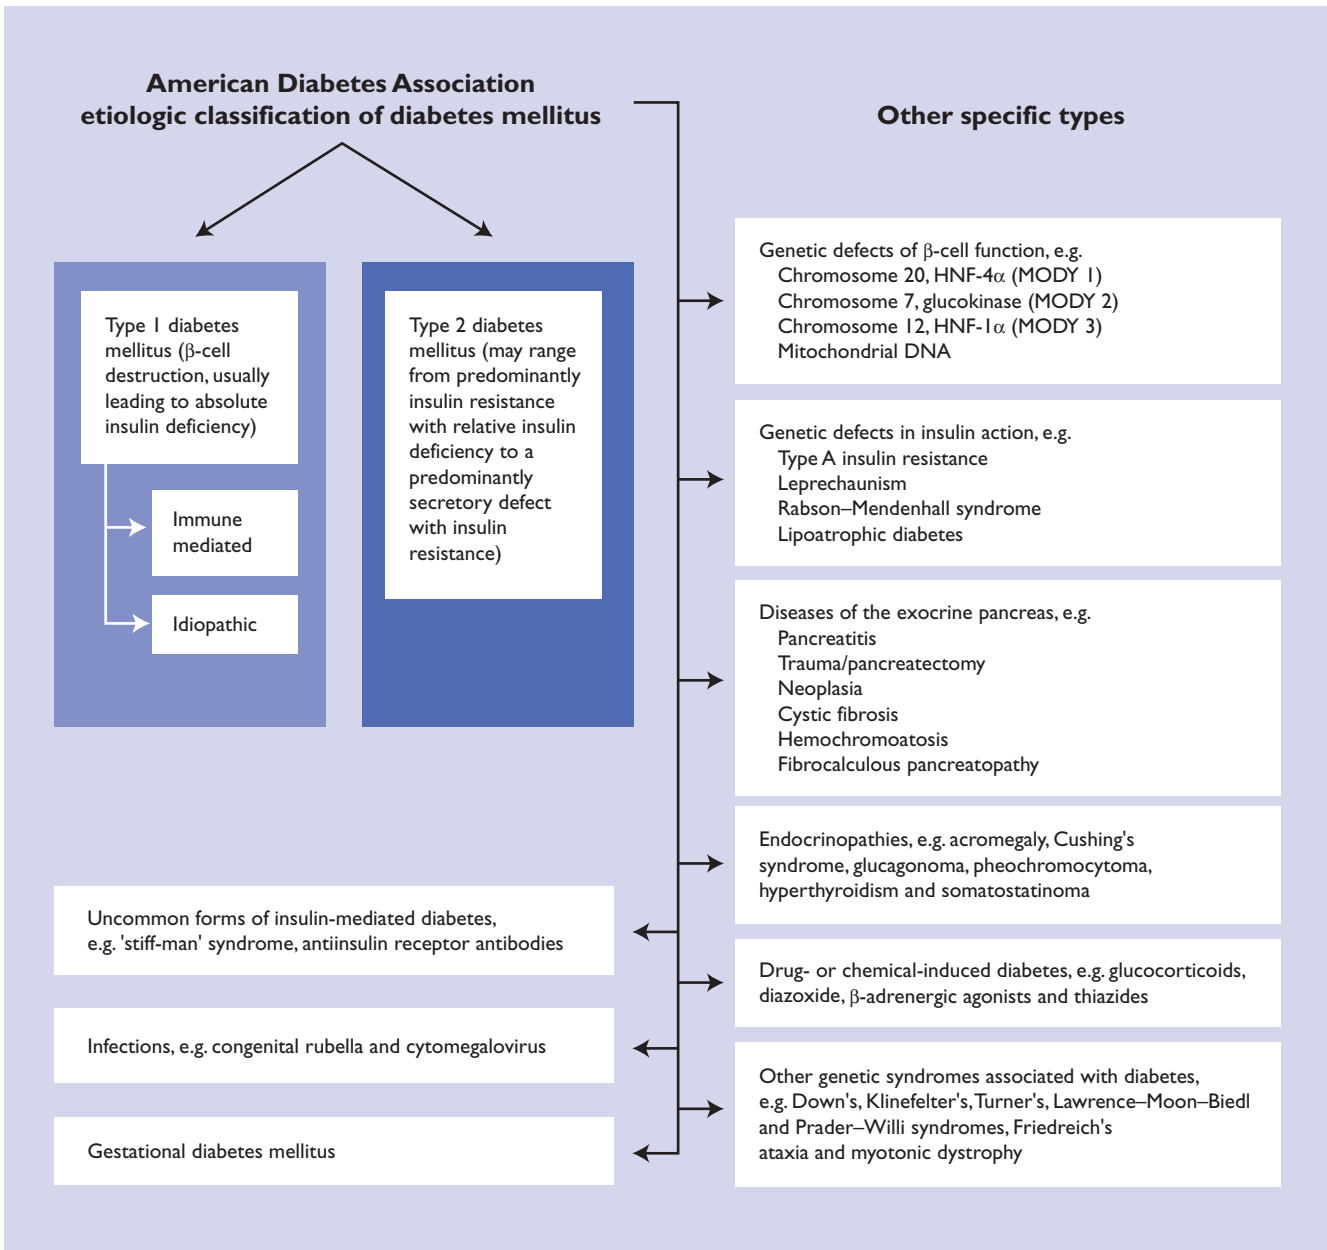 American Diabetes Association
etiologic classification of diabetes mellitus
Type 1 diabetes
mellitus (β-cell
destruction, usually
leading to absolute
insulin deficiency)
Immune
mediated
Idiopathic
Type 2 diabetes
mellitus (may range
from predominantly
insulin resistance
with relative insulin
deficiency to a
predominantly
secretory defect
with insulin
resistance)
Other specific types
Genetic defects of β-cell function, e.g.
Chromosome 20, HNF-4α (MODY 1)
Chromosome 7, glucokinase (MODY 2)
Chromosome 12, HNF-1α (MODY 3)
Mitochondrial DNA
Genetic defects in insulin action, e.g.
Type A insulin resistance
Leprechaunism
Rabson–Mendenhall syndrome
Lipoatrophic diabetes
Diseases of the exocrine pancreas, e.g.
Pancreatitis
Trauma/pancreatectomy
Neoplasia
Cystic fibrosis
Hemochromoatosis
Fibrocalculous pancreatopathy
Endocrinopathies, e.g. acromegaly, Cushing's
syndrome, glucagonoma, pheochromocytoma,
hyperthyroidism and somatostatinoma
Drug- or chemical-induced diabetes, e.g. glucocorticoids,
diazoxide, β-adrenergic agonists and thiazides
Other genetic syndromes associated with diabetes,
e.g. Down's, Klinefelter's, Turner's, Lawrence–Moon–Biedl
and Prader–Willi syndromes, Friedreich's
ataxia and myotonic dystrophy
Uncommon forms of insulin-mediated diabetes,
e.g. 'stiff-man' syndrome, antiinsulin receptor antibodies
Infections, e.g. congenital rubella and cytomegalovirus
Gestational diabetes mellitus